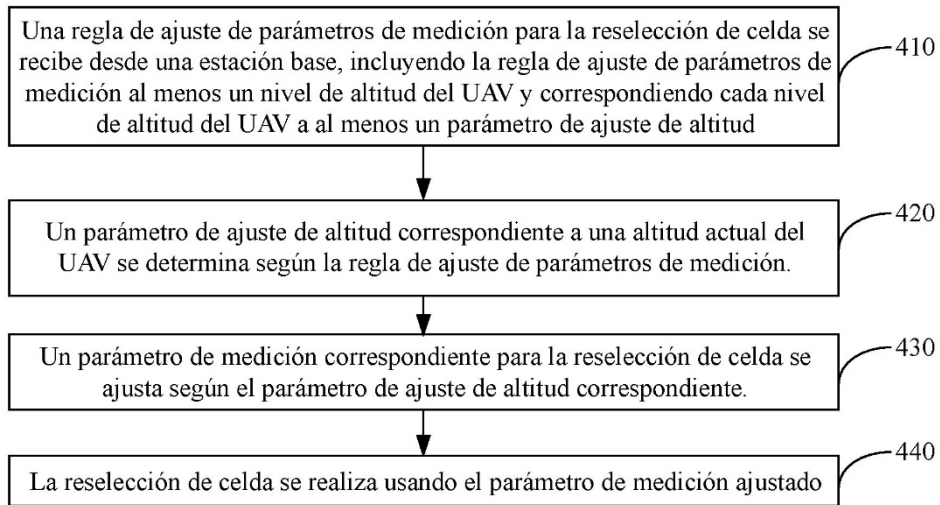 Una regla de ajuste de parámetros de medición para la reselección de celda se
recibe desde una estación base, incluyendo la regla de ajuste de parámetros de
medición al menos un nivel de altitud del UAV y correspondiendo cada nivel
de altitud del UAV a al menos un parámetro de ajuste de altitud
410
Un parámetro de ajuste de altitud correspondiente a una altitud actual del
UAV se determina según la regla de ajuste de parámetros de medición.
420
Un parámetro de medición correspondiente para la reselección de celda se
ajusta según el parámetro de ajuste de altitud correspondiente.
430
La reselección de celda se realiza usando el parámetro de medición ajustado
440